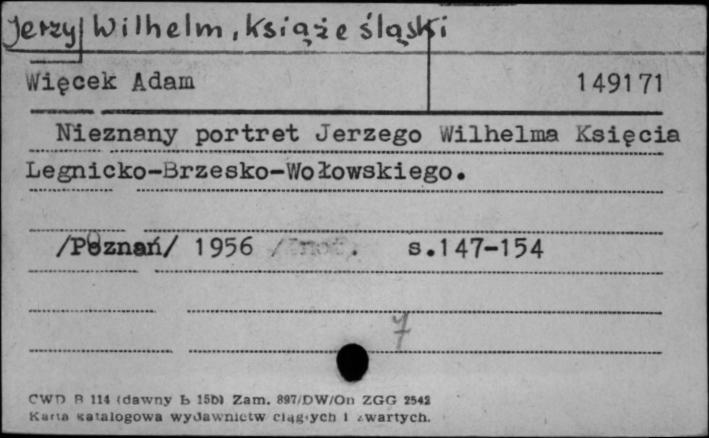 Jerzy Wilhelm, książe śląski
Więcek Adam 149171
Nieznany portret Jerzego Wilhelma Księcia
Legnicko-Brzesko-Wołowskiego.
/Poznań/ 1956 s.147-154
7
CWD B 114 (dawny b 15b) Zam. 897/DW/On ZGG 2542
Karta katalogowa wydawnictw ciągłych i zwartych.